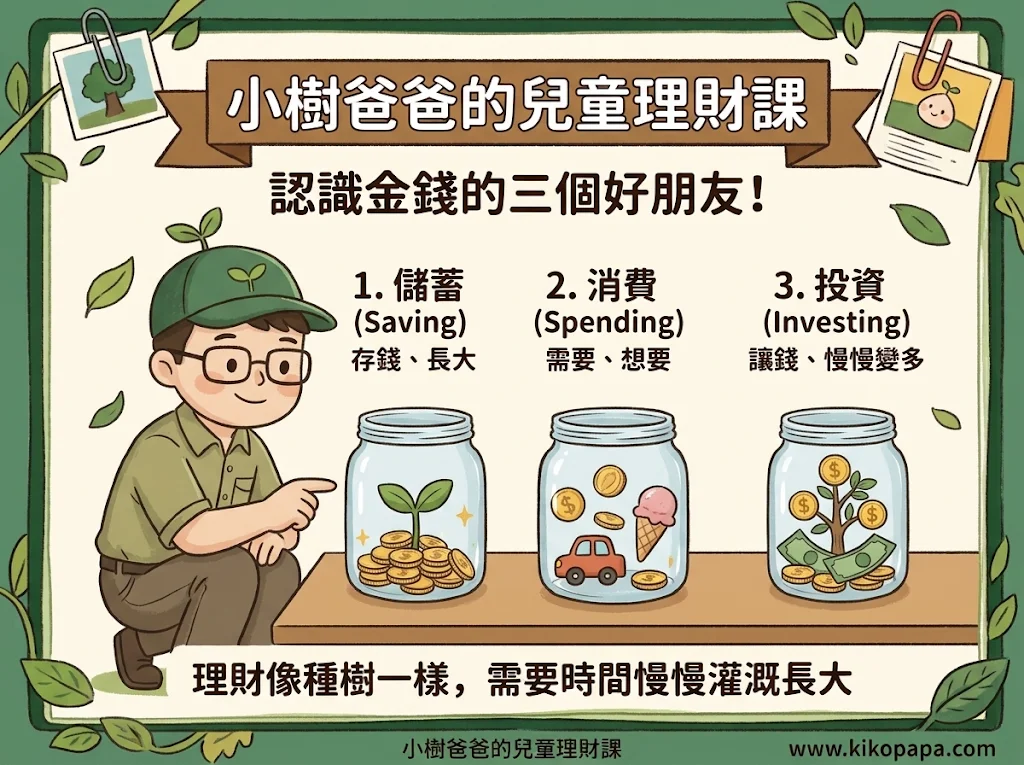 小樹爸爸的兒童理財課
認識金錢的三個好朋友！
1. 儲蓄
(Saving)
存錢、長大
2. 消費
(Spending)
需要、想要
3. 投資
(Investing)
讓錢、慢慢變多
理財像種樹一樣，需要時間慢慢灌溉長大
小樹爸爸的兒童理財課
www.kikopapa.com